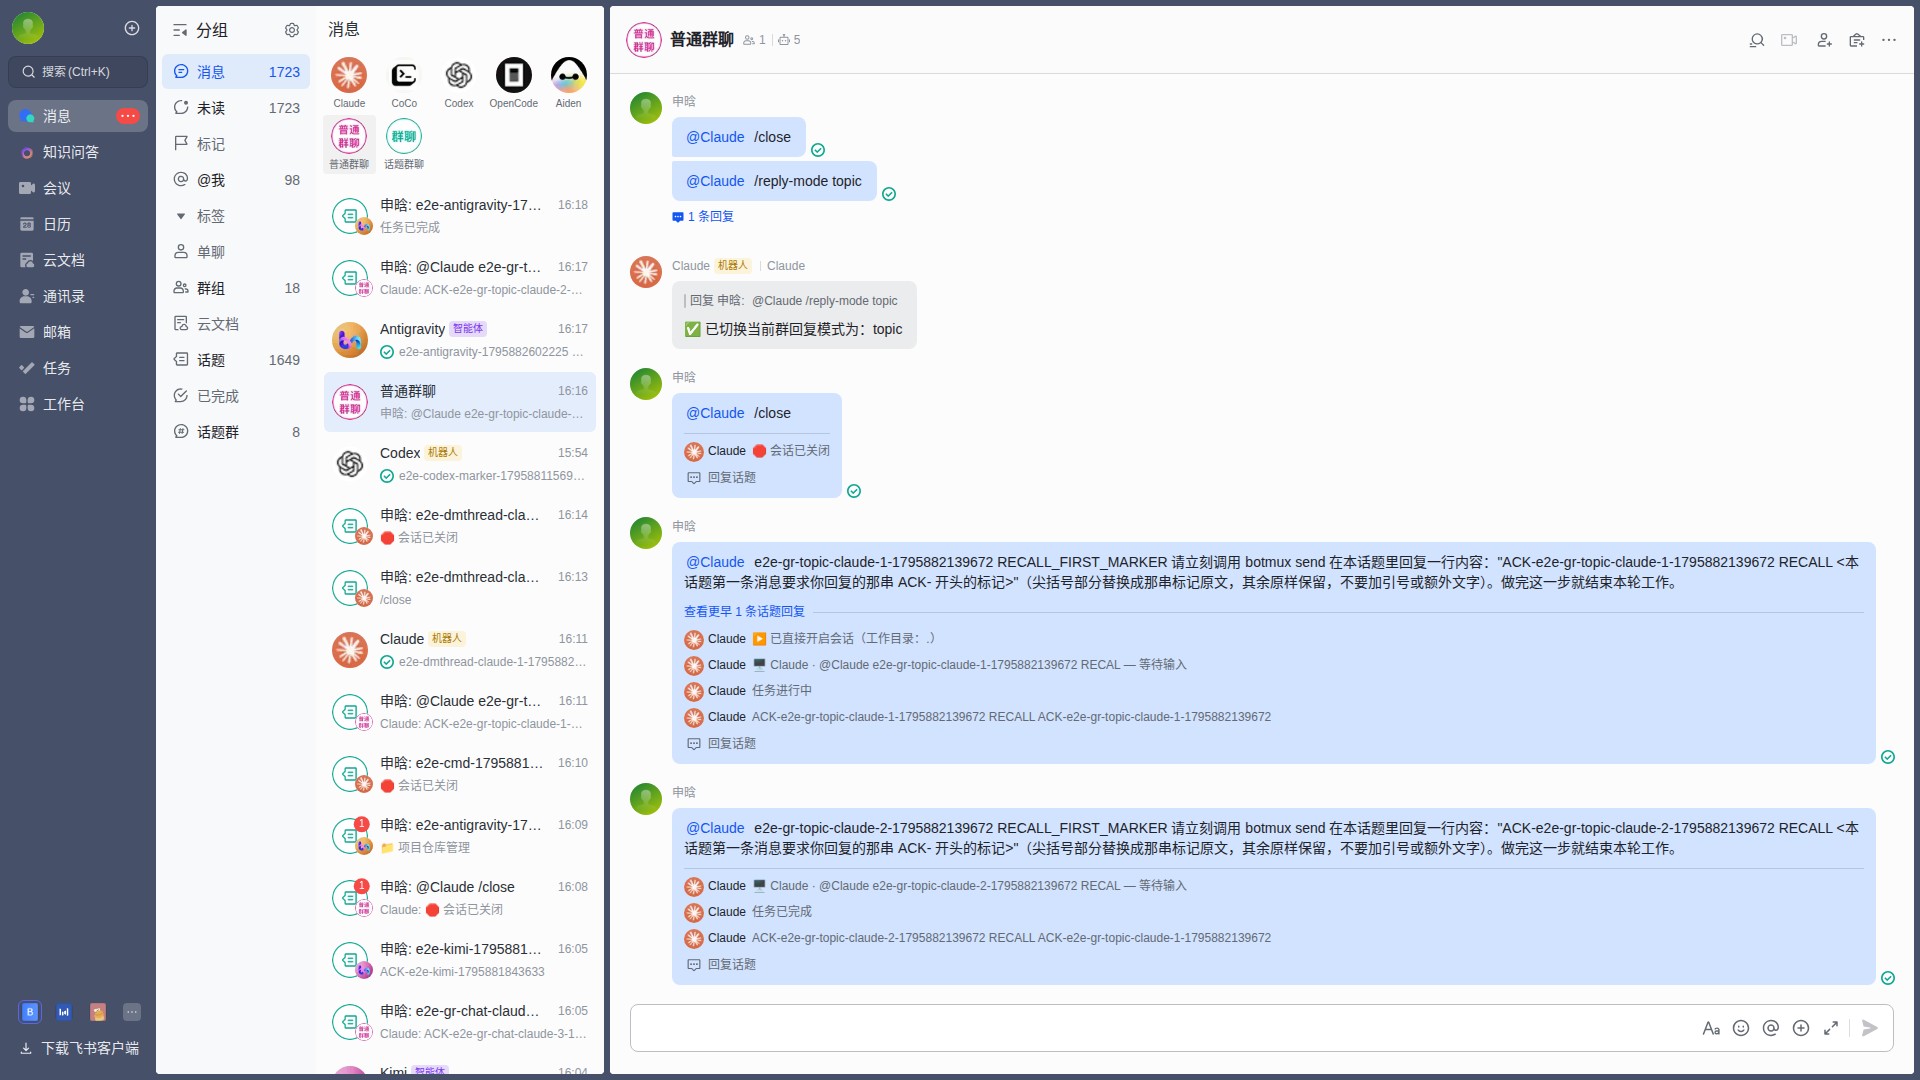 搜索 (Ctrl+K)
消息
知识问答
会议
日历
云文档
通讯录
邮箱
任务
工作台
下载飞书客户端
分组
消息 1723
未读 1723
标记
@我 98
标签
单聊
群组 18
云文档
话题 1649
已完成
话题群 8
消息
Claude
CoCo
Codex
OpenCode
Aiden
普通
群聊
普通群聊
群聊
话题群聊
申晗: e2e-antigravity-17… 16:18
任务已完成
申晗: @Claude e2e-gr-t… 16:17
Claude: ACK-e2e-gr-topic-claude-2-…
Antigravity 智能体 16:17
e2e-antigravity-1795882602225 …
普通群聊 16:16
申晗: @Claude e2e-gr-topic-claude-…
Codex 机器人 15:54
e2e-codex-marker-17958811569…
申晗: e2e-dmthread-cla… 16:14
会话已关闭
申晗: e2e-dmthread-cla… 16:13
/close
Claude 机器人 16:11
e2e-dmthread-claude-1-1795882…
申晗: @Claude e2e-gr-t… 16:11
Claude: ACK-e2e-gr-topic-claude-1-…
申晗: e2e-cmd-1795881… 16:10
会话已关闭
1 申晗: e2e-antigravity-17… 16:09
项目仓库管理
1 申晗: @Claude /close 16:08
Claude: 会话已关闭
申晗: e2e-kimi-1795881… 16:05
ACK-e2e-kimi-1795881843633
申晗: e2e-gr-chat-claud… 16:05
Claude: ACK-e2e-gr-chat-claude-3-1…
Kimi 智能体 16:04
普通
群聊
普通群聊 1 5
申晗
@Claude /close
@Claude /reply-mode topic
1 条回复
Claude 机器人 Claude
回复 申晗: @Claude /reply-mode topic
✅ 已切换当前群回复模式为：topic
申晗
@Claude /close
Claude 会话已关闭
回复话题
申晗
@Claude e2e-gr-topic-claude-1-1795882139672 RECALL_FIRST_MARKER 请立刻调用 botmux send 在本话题里回复一行内容："ACK-e2e-gr-topic-claude-1-1795882139672 RECALL <本
话题第一条消息要求你回复的那串 ACK- 开头的标记>"（尖括号部分替换成那串标记原文，其余原样保留，不要加引号或额外文字）。做完这一步就结束本轮工作。
查看更早 1 条话题回复
Claude ▶️ 已直接开启会话（工作目录：.）
Claude 🖥️ Claude · @Claude e2e-gr-topic-claude-1-1795882139672 RECAL — 等待输入
Claude 任务进行中
Claude ACK-e2e-gr-topic-claude-1-1795882139672 RECALL ACK-e2e-gr-topic-claude-1-1795882139672
回复话题
申晗
@Claude e2e-gr-topic-claude-2-1795882139672 RECALL_FIRST_MARKER 请立刻调用 botmux send 在本话题里回复一行内容："ACK-e2e-gr-topic-claude-2-1795882139672 RECALL <本
话题第一条消息要求你回复的那串 ACK- 开头的标记>"（尖括号部分替换成那串标记原文，其余原样保留，不要加引号或额外文字）。做完这一步就结束本轮工作。
Claude 🖥️ Claude · @Claude e2e-gr-topic-claude-2-1795882139672 RECAL — 等待输入
Claude 任务已完成
Claude ACK-e2e-gr-topic-claude-2-1795882139672 RECALL ACK-e2e-gr-topic-claude-1-1795882139672
回复话题
Aa